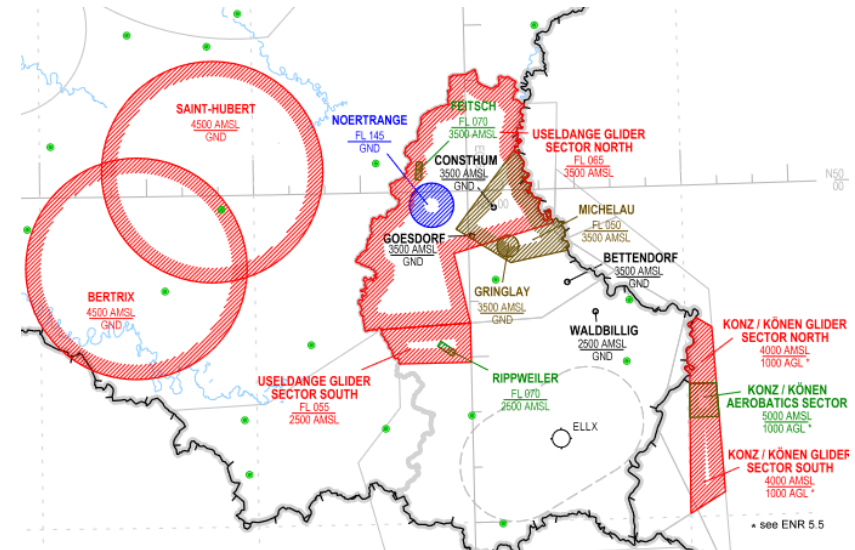 SAINT-HUBERT
4500 AMSL
GND
BERTRIX
4500 AMSL
GND
NOERTRANGE
FL 145
GND
FEITSCH
FL 070
3500 AMSL
USELDANGE GLIDER
SECTOR NORTH
FL 065
3500 AMSL
CONSTHUM
3500 AMSL
GND
N50
00
00
MICHELAU
FL 050
3500 AMSL
GOESDORF
3500 AMSL
GND
BETTENDORF
3500 AMSL
GND
GRINGLAY
3500 AMSL
GND
WALDBILLIG
2500 AMSL
GND
USELDANGE GLIDER
SECTOR SOUTH
FL 055
2500 AMSL
RIPPWEILER
FL 070
2500 AMSL
ELLX
KONZ / KÖNEN GLIDER
SECTOR NORTH
4000 AMSL
1000 AGL *
KONZ / KÖNEN
AEROBATICS SECTOR
5000 AMSL
1000 AGL *
KONZ / KÖNEN GLIDER
SECTOR SOUTH
4000 AMSL
1000 AGL *
* see ENR 5.5